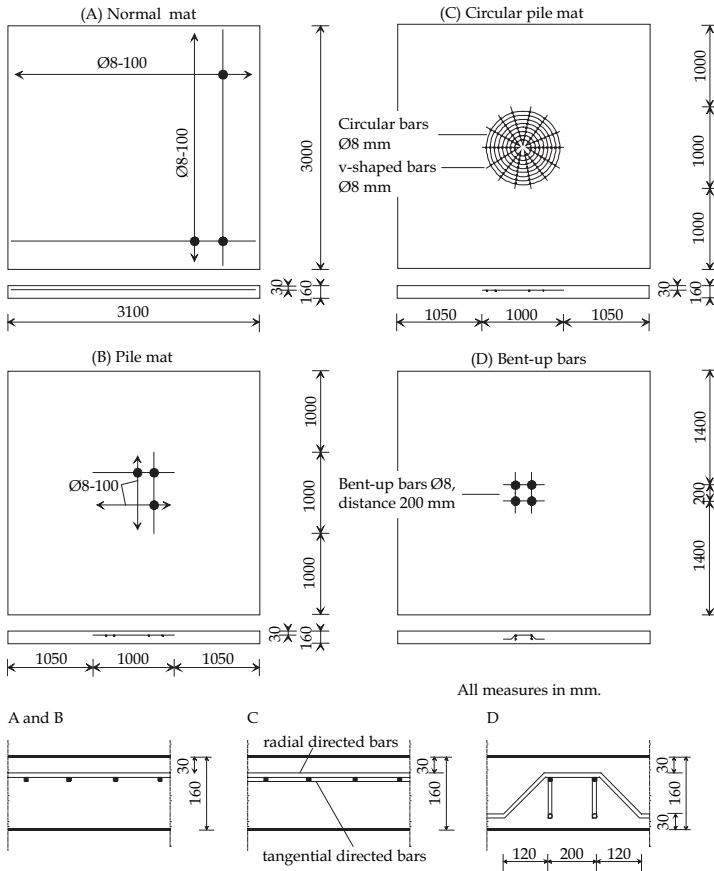 (A) Normal mat
Ø8-100
Ø8-100
3000
30
160
3100
(C) Circular pile mat
Circular bars
Ø8 mm
v-shaped bars
Ø8 mm
1000
1000
1000
30
160
1050
1000
1050
(B) Pile mat
Ø8-100
1000
1000
1000
30
160
1050
1000
1050
(D) Bent-up bars
Bent-up bars Ø8,
distance 200 mm
1400
200
1400
All measures in mm.
A and B
30
160
C
radial directed bars
tangential directed bars
D
30
160
30
120
200
120